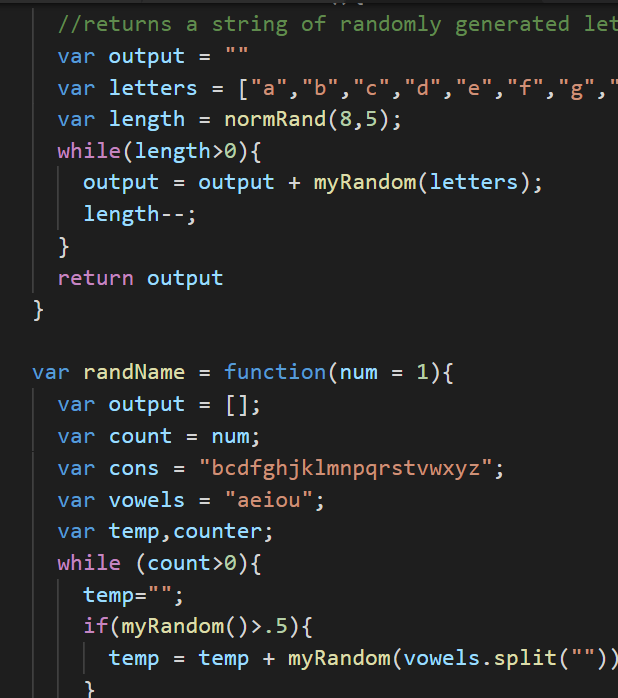 //returns a string of randomly generated let
var output = ""
var letters = ["a","b","c","d","e","f","g","
var length = normRand(8,5);
while(length>0){
output = output + myRandom(letters);
length--;
}
return output
}
var randName = function(num = 1){
var output = [];
var count = num;
var cons = "bcdfghjklmnpqrstvwxyz";
var vowels = "aeiou";
var temp,counter;
while (count>0){
temp="";
if(myRandom()>.5){
temp = temp + myRandom(vowels.split(""))
}